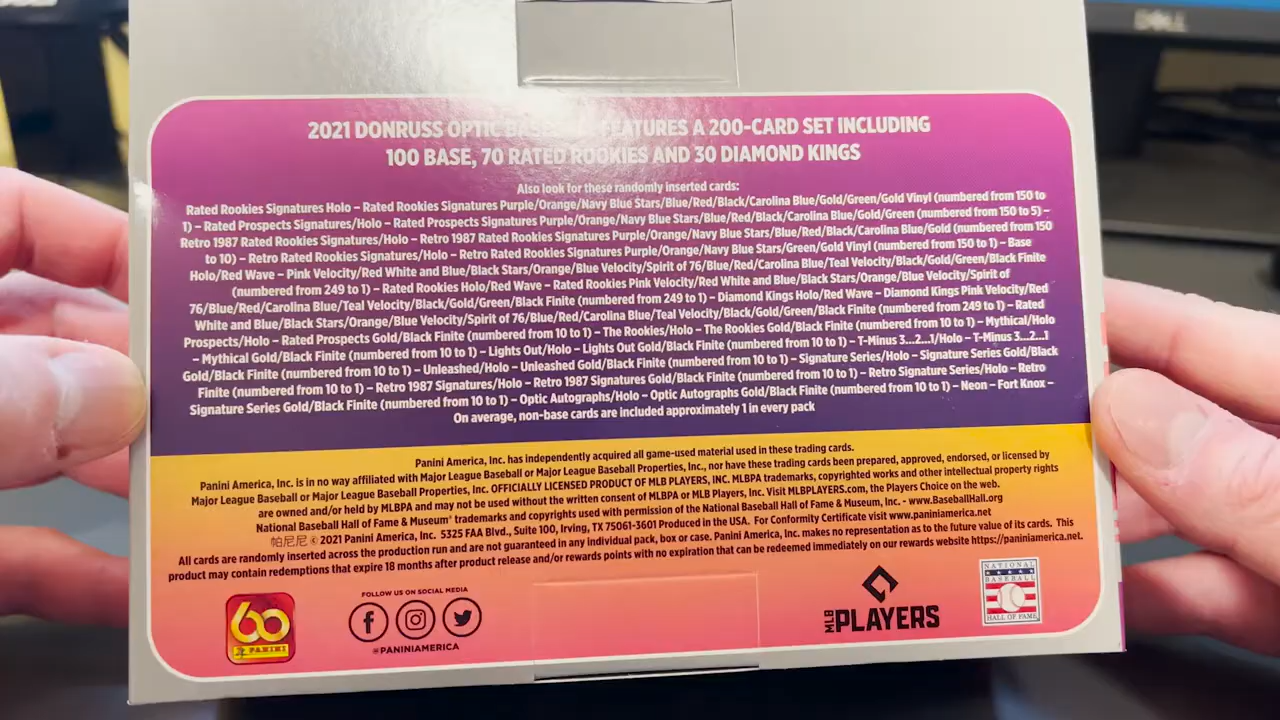 DELL
2021 DONRUSS OPTIC BASEBALL FEATURES A 200-CARD SET INCLUDING
100 BASE, 70 RATED ROOKIES AND 30 DIAMOND KINGS
Also look for these randomly inserted cards:
Rated Rookies Signatures Holo – Rated Rookies Signatures Purple/Orange/Navy Blue Stars/Blue/Red/Black/Carolina Blue/Gold/Green/Gold Vinyl (numbered from 150 to
1) – Rated Prospects Signatures/Holo – Rated Prospects Signatures Purple/Orange/Navy Blue Stars/Blue/Red/Black/Carolina Blue/Gold/Green (numbered from 150 to 5) –
Retro 1987 Rated Rookies Signatures/Holo – Retro 1987 Rated Rookies Signatures Purple/Orange/Navy Blue Stars/Blue/Red/Black/Carolina Blue/Gold (numbered from 150
to 10) – Retro Rated Rookies Signatures/Holo – Retro Rated Rookies Signatures Purple/Orange/Navy Blue Stars/Green/Gold Vinyl (numbered from 150 to 1) – Base
Holo/Red Wave – Pink Velocity/Red White and Blue/Black Stars/Orange/Blue Velocity/Spirit of 76/Blue/Red/Carolina Blue/Teal Velocity/Black/Gold/Green/Black Finite
(numbered from 249 to 1) – Rated Rookies Holo/Red Wave – Rated Rookies Pink Velocity/Red White and Blue/Black Stars/Orange/Blue Velocity/Spirit of
76/Blue/Red/Carolina Blue/Teal Velocity/Black/Gold/Green/Black Finite (numbered from 249 to 1) – Diamond Kings Holo/Red Wave – Diamond Kings Pink Velocity/Red
White and Blue/Black Stars/Orange/Blue Velocity/Spirit of 76/Red/Carolina Blue/Teal Velocity/Black/Gold/Green/Black Finite (numbered from 249 to 1) – Rated
Prospects/Holo – Rated Prospects Gold/Black Finite (numbered from 10 to 1) – The Rookies/Holo – The Rookies Gold/Black Finite (numbered from 10 to 1) – Mythical/Holo
– Mythical Gold/Black Finite (numbered from 10 to 1) – Lights Out/Holo – Lights Out Gold/Black Finite (numbered from 10 to 1) – T-Minus 3...2...1/Holo – T-Minus 3...2...1
Gold/Black Finite (numbered from 10 to 1) – Unleashed/Holo – Unleashed Gold/Black Finite (numbered from 10 to 1) – Signature Series/Holo – Signature Series Gold/Black
Finite (numbered from 10 to 1) – Retro 1987 Signatures/Holo – Retro 1987 Signatures Gold/Black Finite (numbered from 10 to 1) – Retro Signature Series/Holo – Retro
Signature Series Gold/Black Finite (numbered from 10 to 1) – Optic Autographs/Holo – Optic Autographs Gold/Black Finite (numbered from 10 to 1) – Neon – Fort Knox –
On average, non-base cards are included approximately 1 in every pack
Panini America, Inc. has independently acquired all game-used material used in these trading cards.
Panini America, Inc. is in no way affiliated with Major League Baseball or Major League Baseball Properties, Inc., nor have these trading cards been prepared, approved, endorsed, or licensed by
Major League Baseball or Major League Baseball Properties, Inc. OFFICIALLY LICENSED PRODUCT OF MLB PLAYERS, INC. MLBPA trademarks, copyrighted works and other intellectual property rights
are owned and/or held by MLBPA and may not be used without the written consent of MLBPA or MLB Players, Inc. Visit MLBPLAYERS.com, the Players Choice on the web.
National Baseball Hall of Fame & Museum® trademarks and copyrights used with permission of the National Baseball Hall of Fame & Museum, Inc. - www.BaseballHall.org
帕尼尼 © 2021 Panini America, Inc. 5325 FAA Blvd., Suite 100, Irving, TX 75061-3601 Produced in the USA. For Conformity Certificate visit www.paniniamerica.net
All cards are randomly inserted across the production run and are not guaranteed in any individual pack, box or case. Panini America, Inc. makes no representation as to the future value of its cards. This
product may contain redemptions that expire 18 months after product release and/or rewards points with no expiration that can be redeemed immediately on our rewards website https://paniniamerica.net.
60
PANINI
FOLLOW US ON SOCIAL MEDIA
@PANINIAMERICA
MLB PLAYERS
NATIONAL
BASEBALL
HALL OF FAME